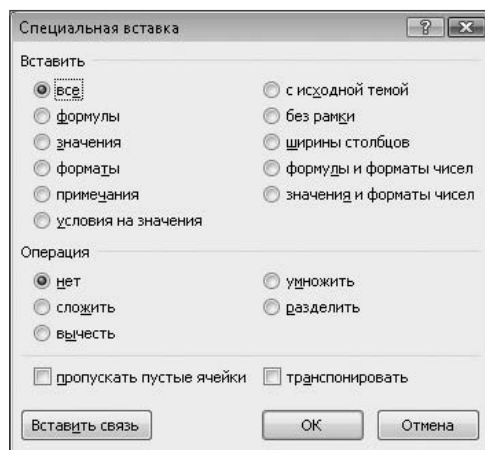 Специальная вставка
Вставить
все
с исходной темой
формулы
без рамки
значения
ширины столбцов
форматы
формулы и форматы чисел
примечания
значения и форматы чисел
условия на значения
Операция
нет
умножить
сложить
разделить
вычесть
пропускать пустые ячейки
транспонировать
Вставить связь
ОК
Отмена